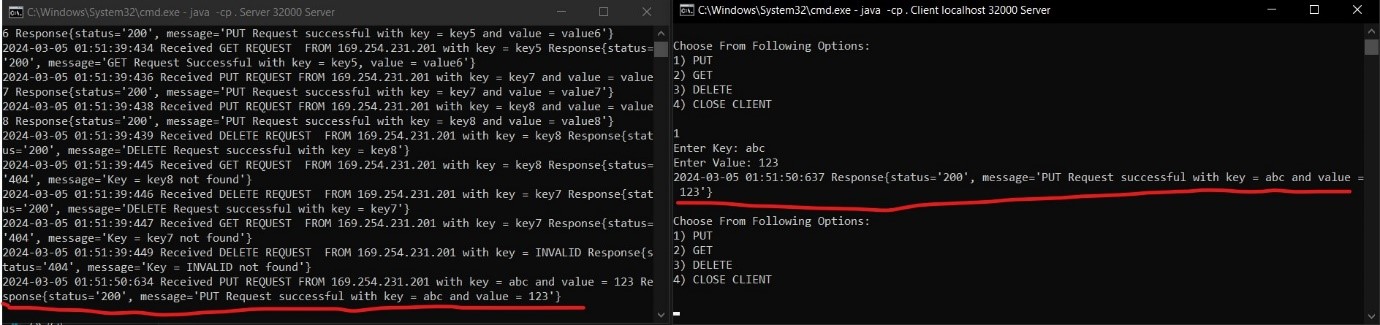 C:\Windows\System32\cmd.exe - java -cp . Server 32000 Server
6 Response{status='200', message='PUT Request successful with key = key5 and value = value6'}
2024-03-05 01:51:39:434 Received GET REQUEST  FROM 169.254.231.201 with key = key5 Response{status=
'200', message='GET Request Successful with key = key5, value = value6'}
2024-03-05 01:51:39:436 Received PUT REQUEST FROM 169.254.231.201 with key = key7 and value = value
7 Response{status='200', message='PUT Request successful with key = key7 and value = value7'}
2024-03-05 01:51:39:438 Received PUT REQUEST FROM 169.254.231.201 with key = key8 and value = value
8 Response{status='200', message='PUT Request successful with key = key8 and value = value8'}
2024-03-05 01:51:39:439 Received DELETE REQUEST  FROM 169.254.231.201 with key = key8 Response{stat
us='200', message='DELETE Request successful with key = key8'}
2024-03-05 01:51:39:445 Received GET REQUEST  FROM 169.254.231.201 with key = key8 Response{status=
'404', message='Key = key8 not found'}
2024-03-05 01:51:39:446 Received DELETE REQUEST  FROM 169.254.231.201 with key = key7 Response{stat
us='200', message='DELETE Request successful with key = key7'}
2024-03-05 01:51:39:447 Received GET REQUEST  FROM 169.254.231.201 with key = key7 Response{status=
'404', message='Key = key7 not found'}
2024-03-05 01:51:39:449 Received DELETE REQUEST  FROM 169.254.231.201 with key = INVALID Response{s
tatus='404', message='Key = INVALID not found'}
2024-03-05 01:51:50:634 Received PUT REQUEST FROM 169.254.231.201 with key = abc and value = 123 Re
sponse{status='200', message='PUT Request successful with key = abc and value = 123'}
C:\Windows\System32\cmd.exe - java -cp . Client localhost 32000 Server
Choose From Following Options:
1) PUT
2) GET
3) DELETE
4) CLOSE CLIENT
1
Enter Key: abc
Enter Value: 123
2024-03-05 01:51:50:637 Response{status='200', message='PUT Request successful with key = abc and value =
123'}
Choose From Following Options:
1) PUT
2) GET
3) DELETE
4) CLOSE CLIENT